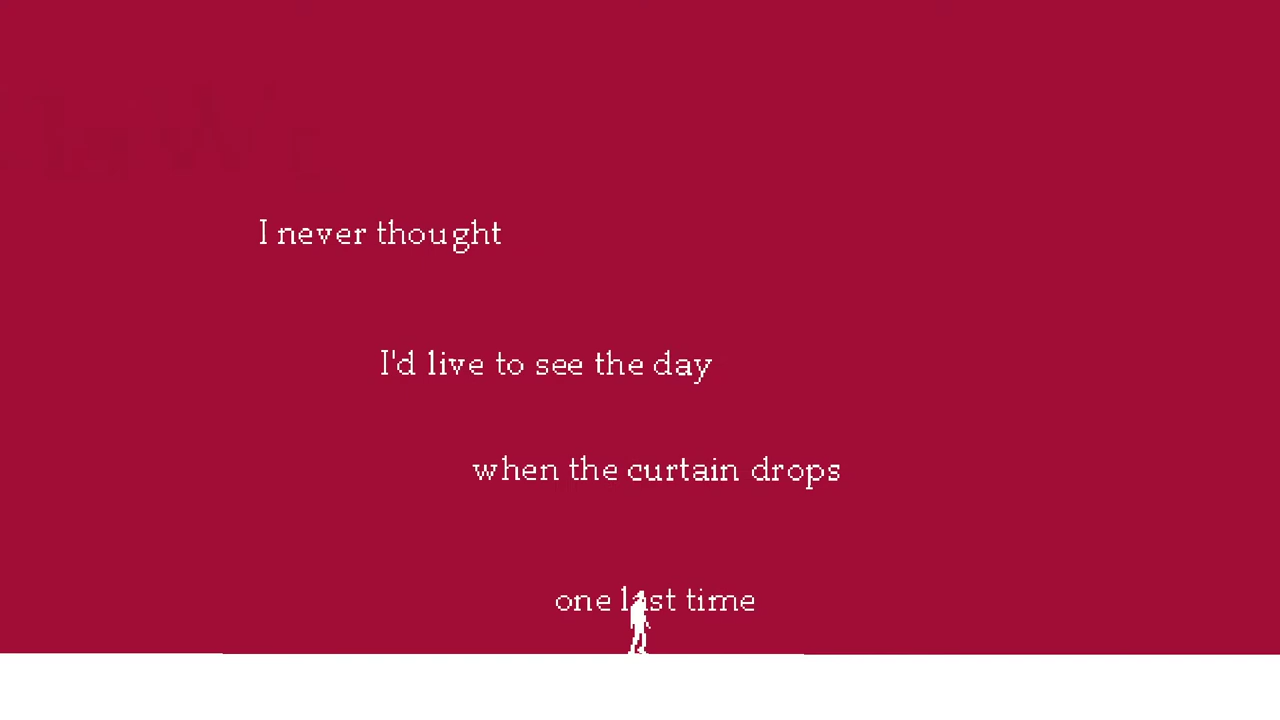 I never thought
I'd live to see the day
when the curtain drops
one last time